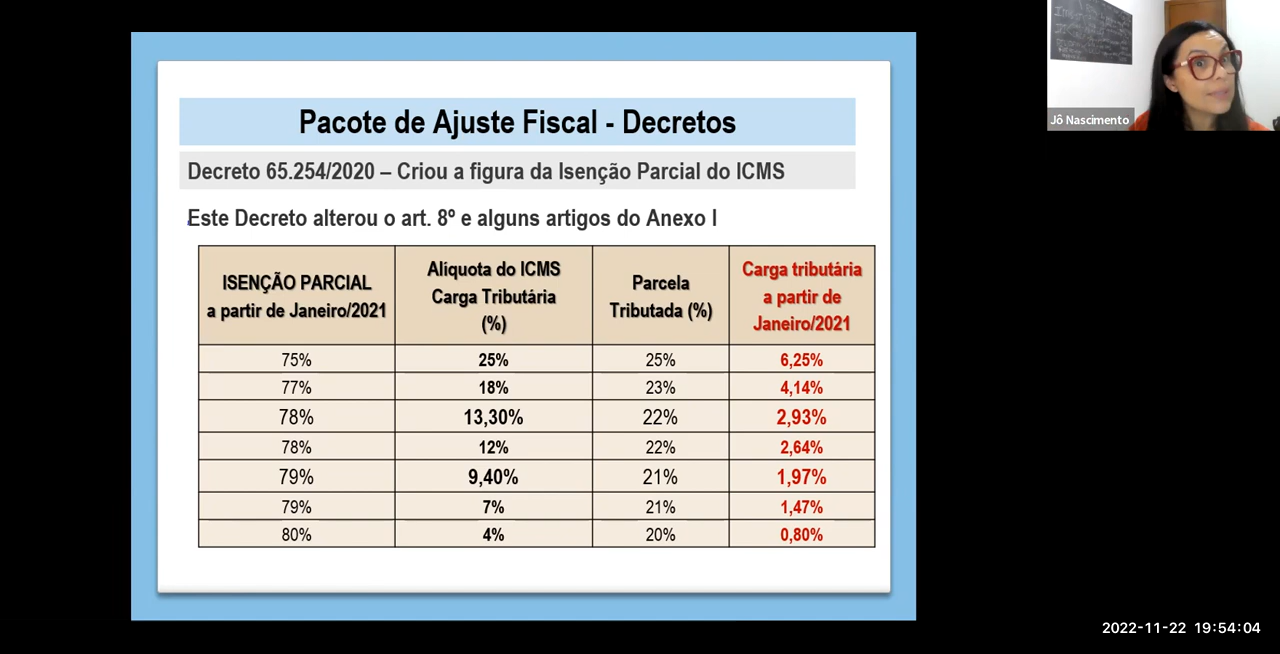 Pacote de Ajuste Fiscal - Decretos
Decreto 65.254/2020 – Criou a figura da Isenção Parcial do ICMS
Este Decreto alterou o art. 8º e alguns artigos do Anexo I
ISENÇÃO PARCIAL
a partir de Janeiro/2021
Alíquota do ICMS
Carga Tributária
(%)
Parcela
Tributada (%)
Carga tributária
a partir de
Janeiro/2021
75% 25% 25% 6,25%
77% 18% 23% 4,14%
78% 13,30% 22% 2,93%
78% 12% 22% 2,64%
79% 9,40% 21% 1,97%
79% 7% 21% 1,47%
80% 4% 20% 0,80%
Jô Nascimento
2022-11-22 19:54:04